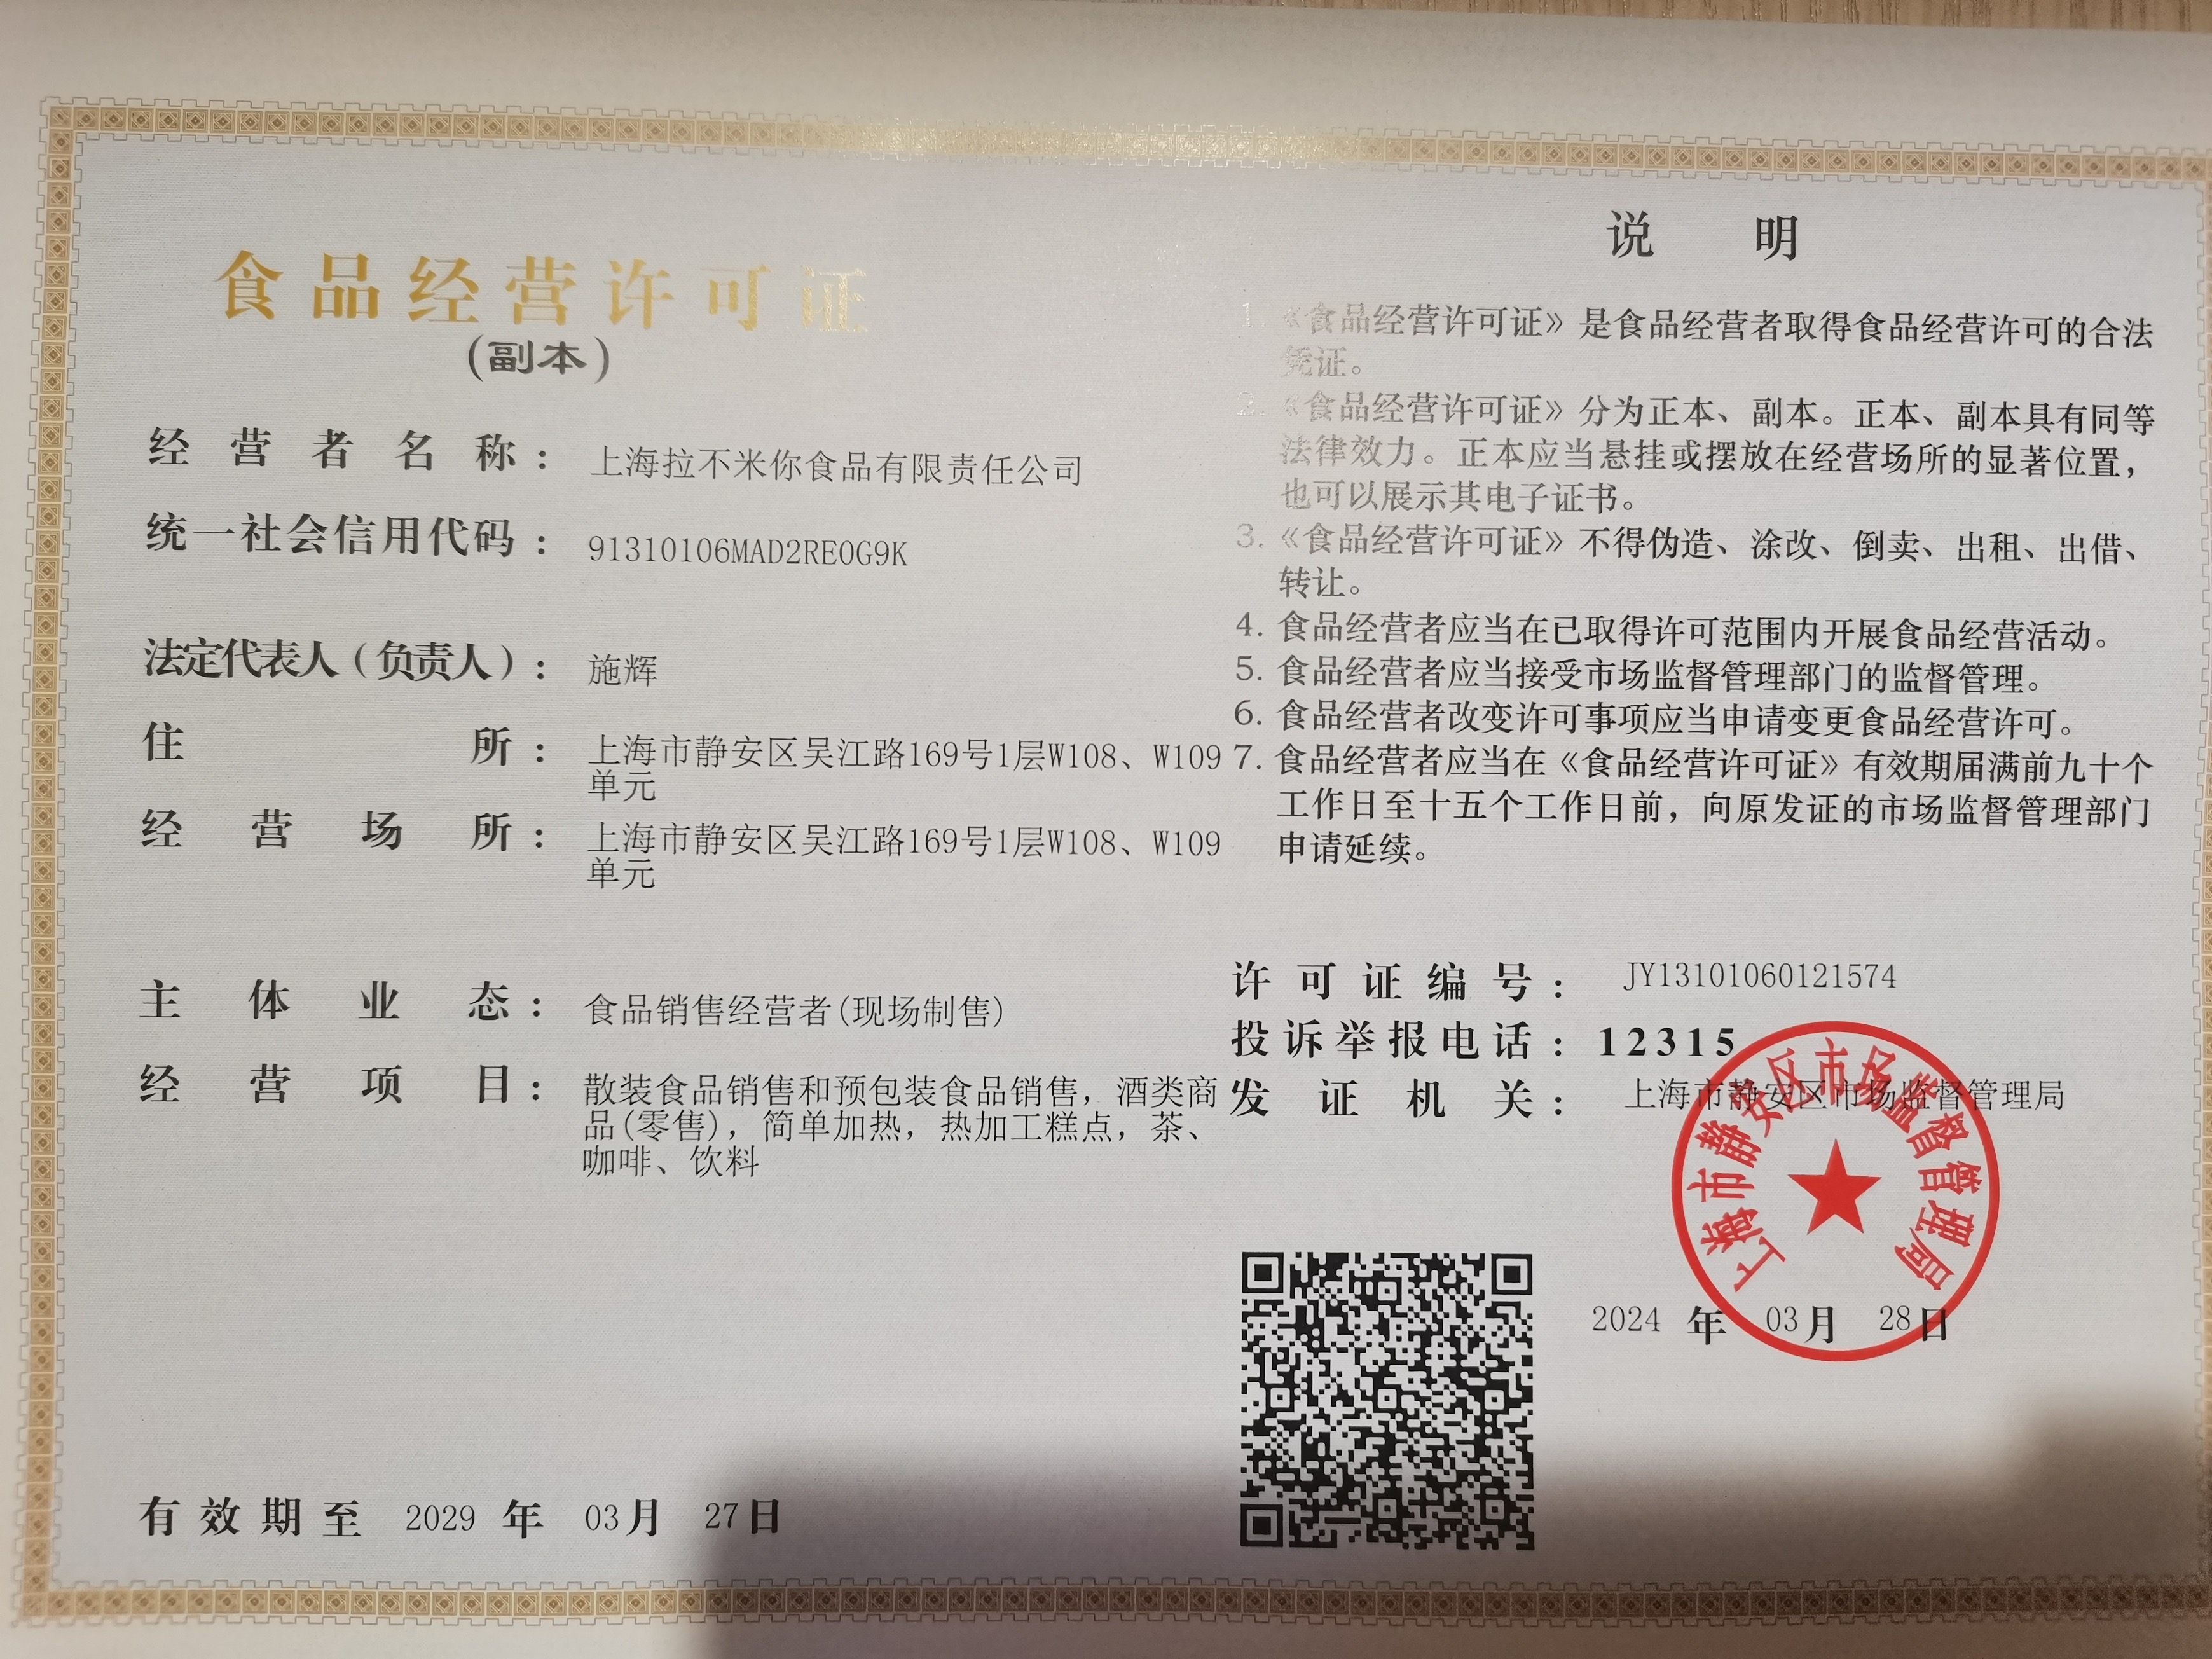 食品经营许可证
(副本)
经营者名称： 上海拉不米你食品有限责任公司
统一社会信用代码： 91310106MAD2RE0G9K
法定代表人（负责人）： 施辉
住所： 上海市静安区吴江路169号1层W108、W109
单元
经营场所： 上海市静安区吴江路169号1层W108、W109
单元
主体业态： 食品销售经营者(现场制售)
经营项目： 散装食品销售和预包装食品销售，酒类商
品(零售)，简单加热，热加工糕点，茶、
咖啡、饮料
有效期至 2029 年 03月 27日
说明
1.《食品经营许可证》是食品经营者取得食品经营许可的合法
凭证。
2.《食品经营许可证》分为正本、副本。正本、副本具有同等
法律效力。正本应当悬挂或摆放在经营场所的显著位置，
也可以展示其电子证书。
3.《食品经营许可证》不得伪造、涂改、倒卖、出租、出借、
转让。
4. 食品经营者应当在已取得许可范围内开展食品经营活动。
5. 食品经营者应当接受市场监督管理部门的监督管理。
6. 食品经营者改变许可事项应当申请变更食品经营许可。
7. 食品经营者应当在《食品经营许可证》有效期届满前九十个
工作日至十五个工作日前，向原发证的市场监督管理部门
申请延续。
许可证编号： JY13101060121574
投诉举报电话：12315
发证机关： 上海市静安区市场监督管理局
上海市静安区市场监督管理局
2024 年 03月 28日